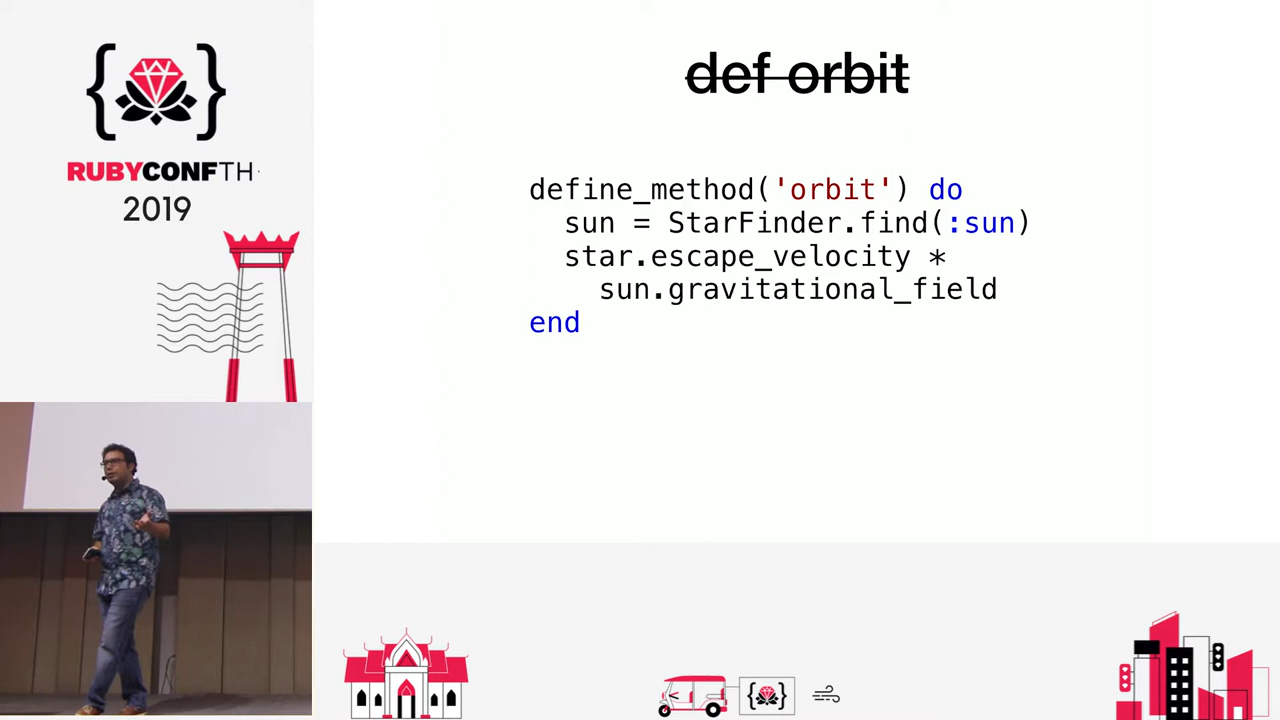 RUBYCONFTH
2019
def orbit
define_method('orbit') do
  sun = StarFinder.find(:sun)
  star.escape_velocity *
    sun.gravitational_field
end